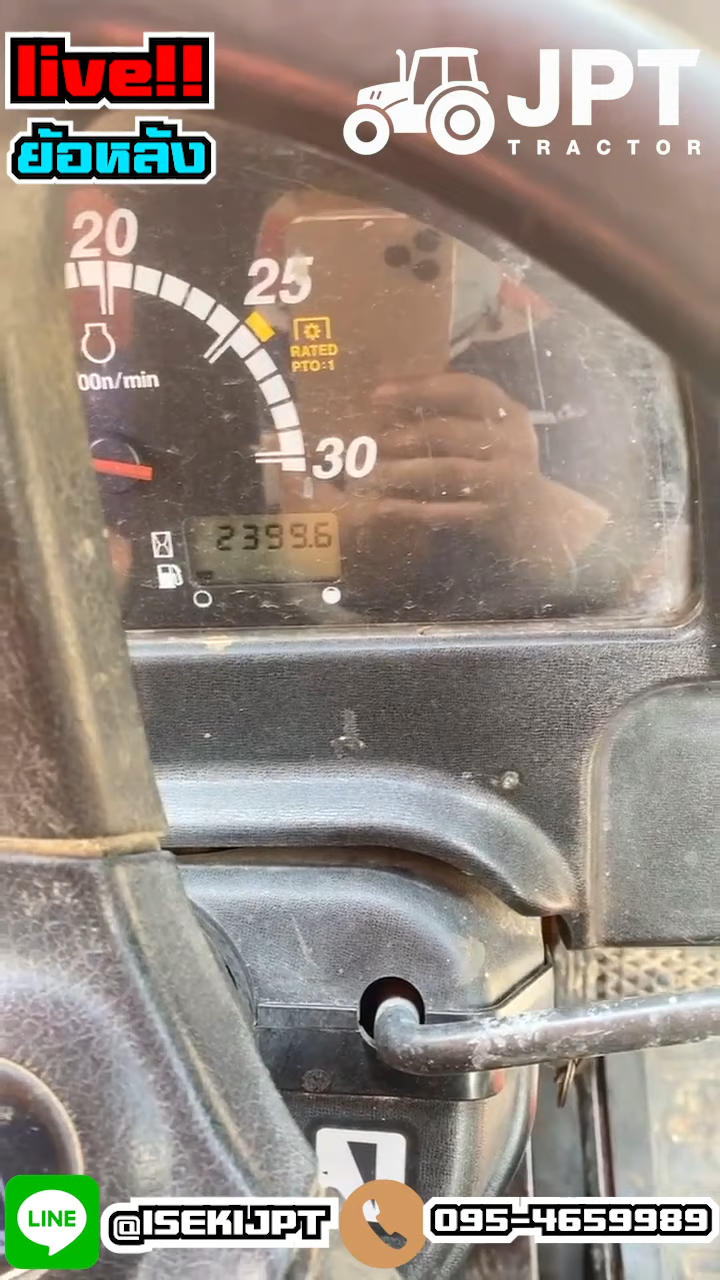 live!!
ย้อหลัง
JPT
TRACTOR
20
25
RATED
PTO:1
00n/min
30
2399.6
LINE
@ISEKIJPT
095-4659989